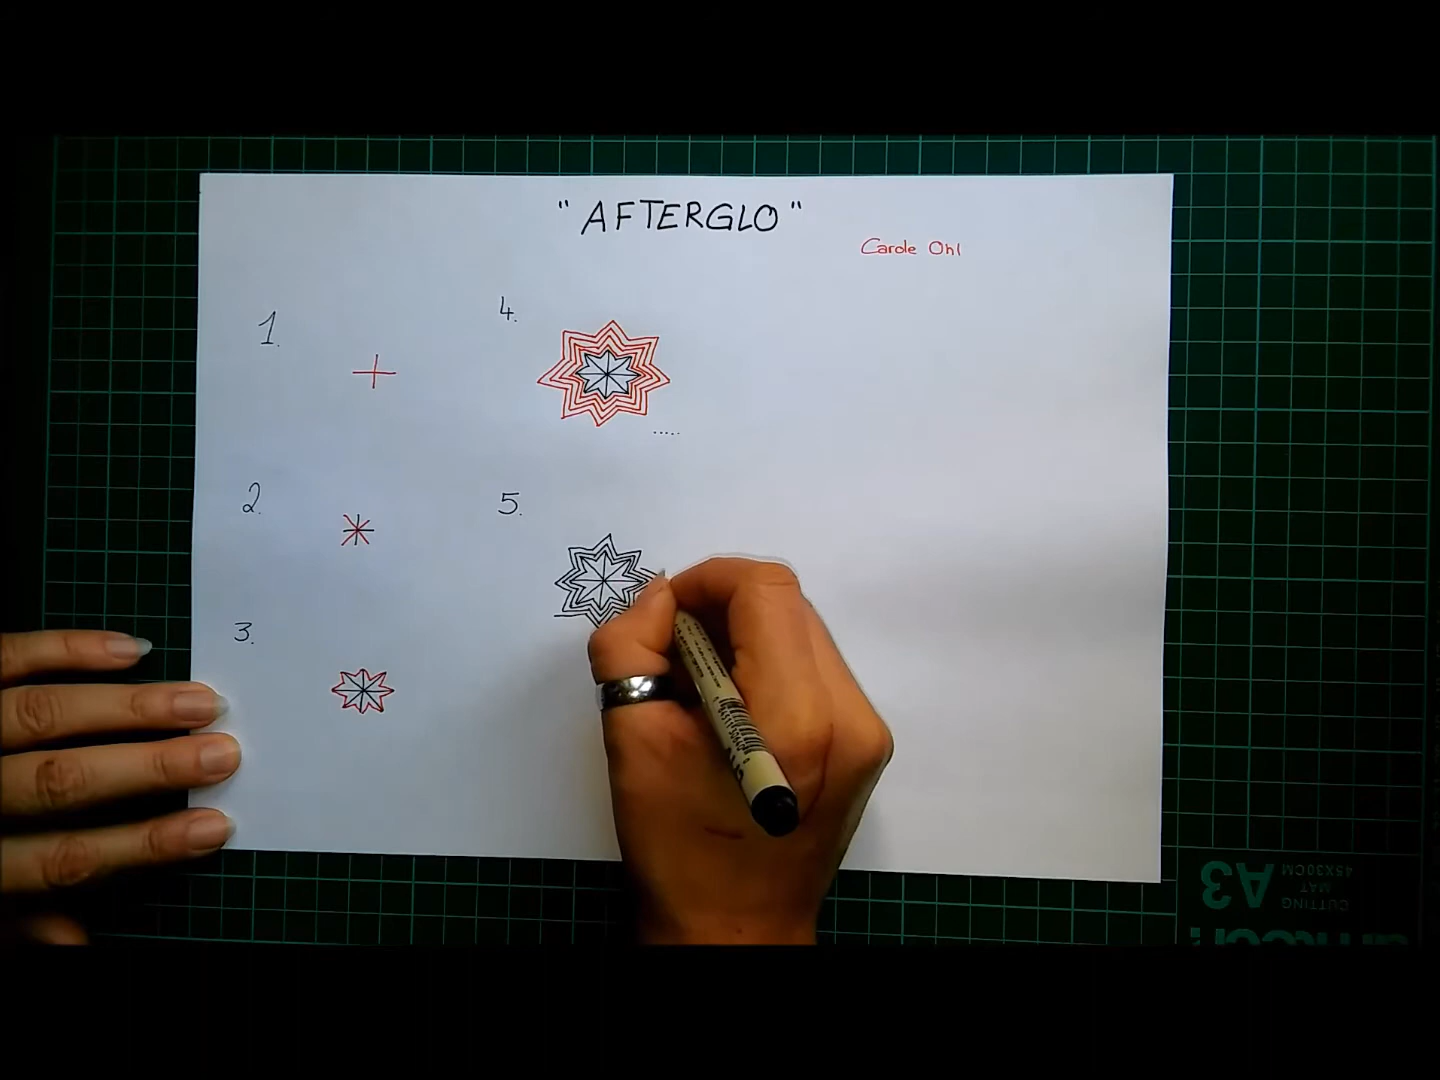 " AFTERGLO "
Carole Ohl
1.
2.
3.
4.
.....
5.
A3
CUTTING
MAT
45X30CM